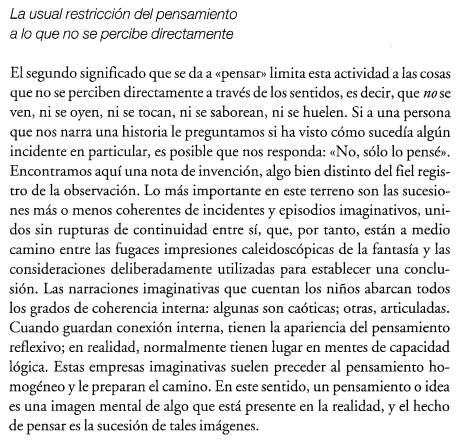 La usual restricción del pensamiento
a lo que no se percibe directamente
El segundo significado que se da a «pensar» limita esta actividad a las cosas
que no se perciben directamente a través de los sentidos, es decir, que no se
ven, ni se oyen, ni se tocan, ni se saborean, ni se huelen. Si a una persona
que nos narra una historia le preguntamos si ha visto cómo sucedía algún
incidente en particular, es posible que nos responda: «No, sólo lo pensé».
Encontramos aquí una nota de invención, algo bien distinto del fiel regis-
tro de la observación. Lo más importante en este terreno son las sucesio-
nes más o menos coherentes de incidentes y episodios imaginativos, uni-
dos sin rupturas de continuidad entre sí, que, por tanto, están a medio
camino entre las fugaces impresiones caleidoscópicas de la fantasía y las
consideraciones deliberadamente utilizadas para establecer una conclu-
sión. Las narraciones imaginativas que cuentan los niños abarcan todos
los grados de coherencia interna: algunas son caóticas; otras, articuladas.
Cuando guardan conexión interna, tienen la apariencia del pensamiento
reflexivo; en realidad, normalmente tienen lugar en mentes de capacidad
lógica. Estas empresas imaginativas suelen preceder al pensamiento ho-
mogéneo y le preparan el camino. En este sentido, un pensamiento o idea
es una imagen mental de algo que está presente en la realidad, y el hecho
de pensar es la sucesión de tales imágenes.